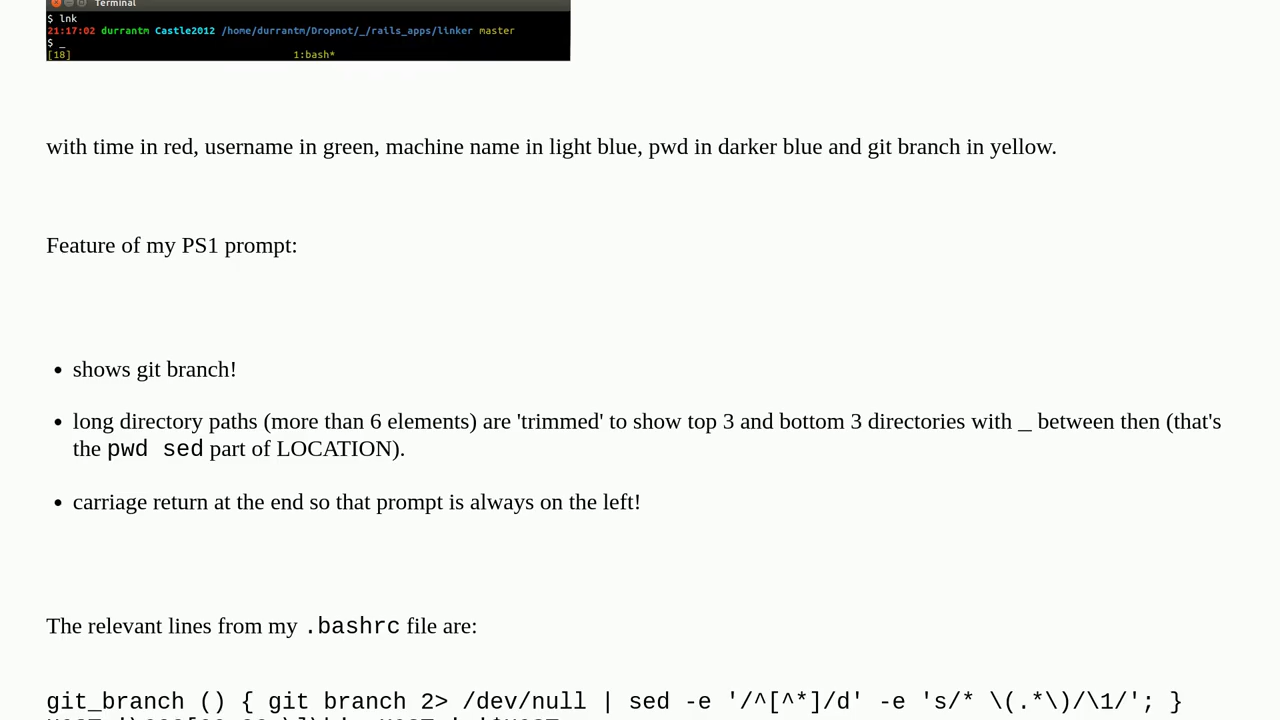 Terminal
$ lnk
21:17:02 durrantm Castle2012 /home/durrantm/Dropnot/_/rails_apps/linker master
$ _
[18] 1:bash*
with time in red, username in green, machine name in light blue, pwd in darker blue and git branch in yellow.
Feature of my PS1 prompt:
• shows git branch!
• long directory paths (more than 6 elements) are 'trimmed' to show top 3 and bottom 3 directories with _ between then (that's
the pwd sed part of LOCATION).
• carriage return at the end so that prompt is always on the left!
The relevant lines from my .bashrc file are:
git_branch () { git branch 2> /dev/null | sed -e '/^[^*]/d' -e 's/* \(.*\)/\1/'; }